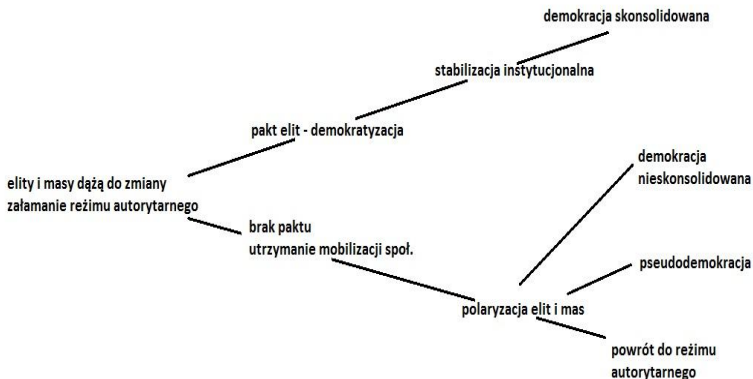 demokracja skonsolidowana
stabilizacja instytucjonalna
pakt elit - demokratyzacja
elity i masy dążą do zmiany
załamanie reżimu autorytarnego
brak paktu
utrzymanie mobilizacji społ.
demokracja
nieskonsolidowana
pseudodemokracja
polaryzacja elit i mas
powrót do reżimu
autorytarnego